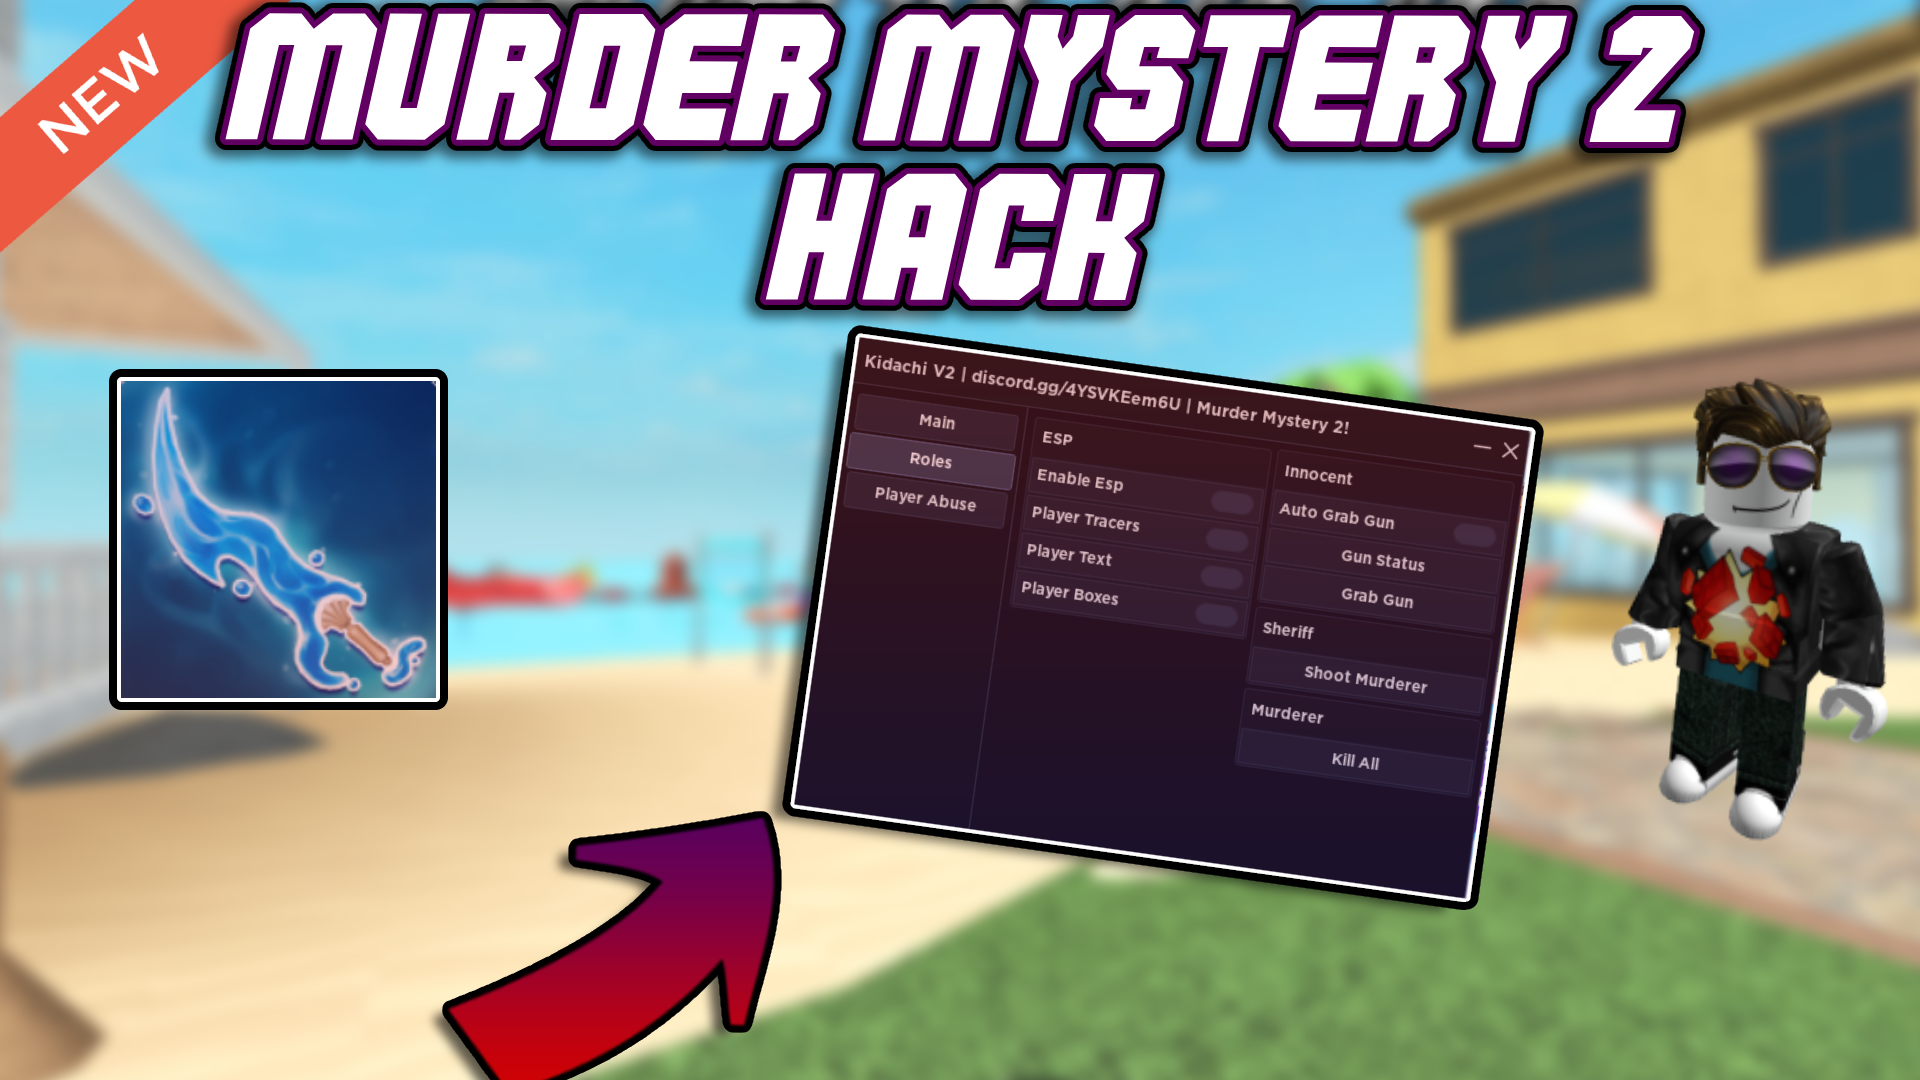 NEW
MURDER MYSTERY 2
HACK
Kidachi V2 | discord.gg/4YSVKEem6U | Murder Mystery 2!
Main
Roles
Player Abuse
ESP
Enable Esp
Player Tracers
Player Text
Player Boxes
Innocent
Auto Grab Gun
Gun Status
Grab Gun
Sheriff
Shoot Murderer
Murderer
Kill All